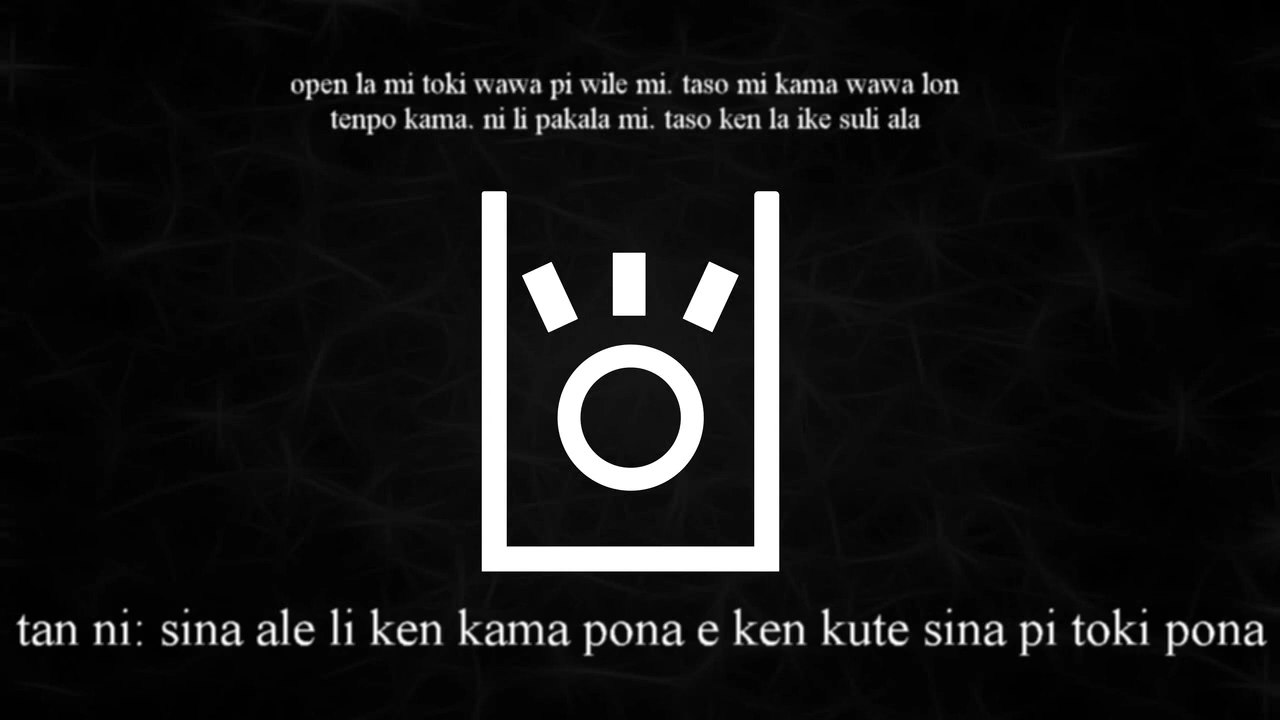 open la mi toki wawa pi wile mi. taso mi kama wawa lon
tenpo kama. ni li pakala mi. taso ken la ike suli ala
tan ni: sina ale li ken kama pona e ken kute sina pi toki pona